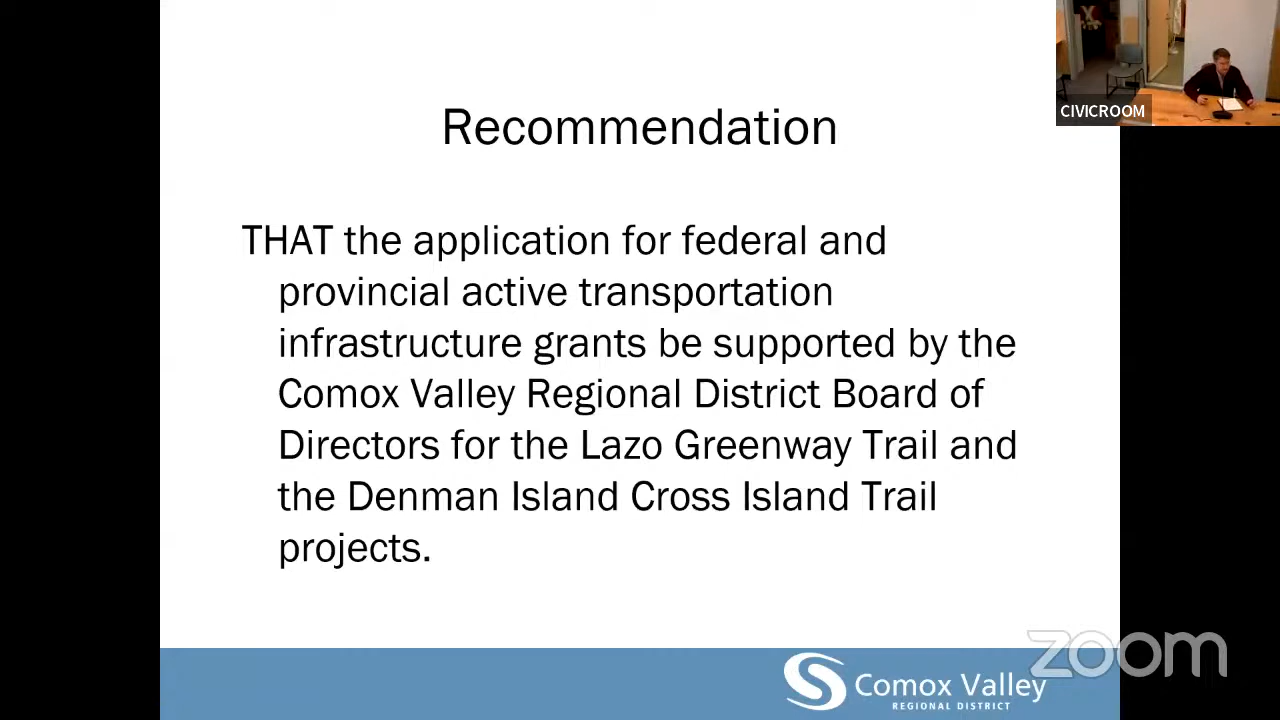 CIVICROOM
Recommendation
THAT the application for federal and
provincial active transportation
infrastructure grants be supported by the
Comox Valley Regional District Board of
Directors for the Lazo Greenway Trail and
the Denman Island Cross Island Trail
projects.
zoom
Comox Valley
REGIONAL DISTRICT